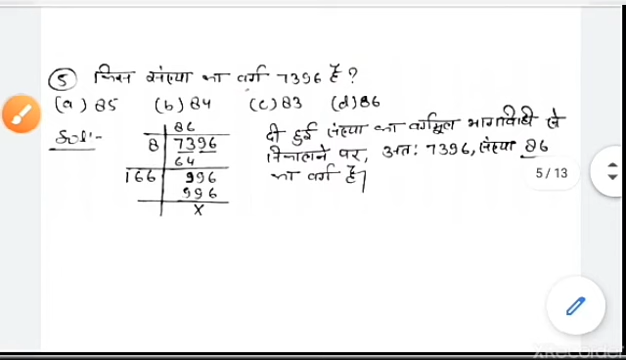 ⑤ किस संख्या का वर्ग 7396 है?
(a) 85 (b) 84 (c) 83 (d) 86
Sol:-
86
8 7396
64
166 996
996
x
दी हुई संख्या का वर्गमूल भागविधी से
निकालने पर, अतः 7396, संख्या 86
का वर्ग है।
5/13
XRecorder